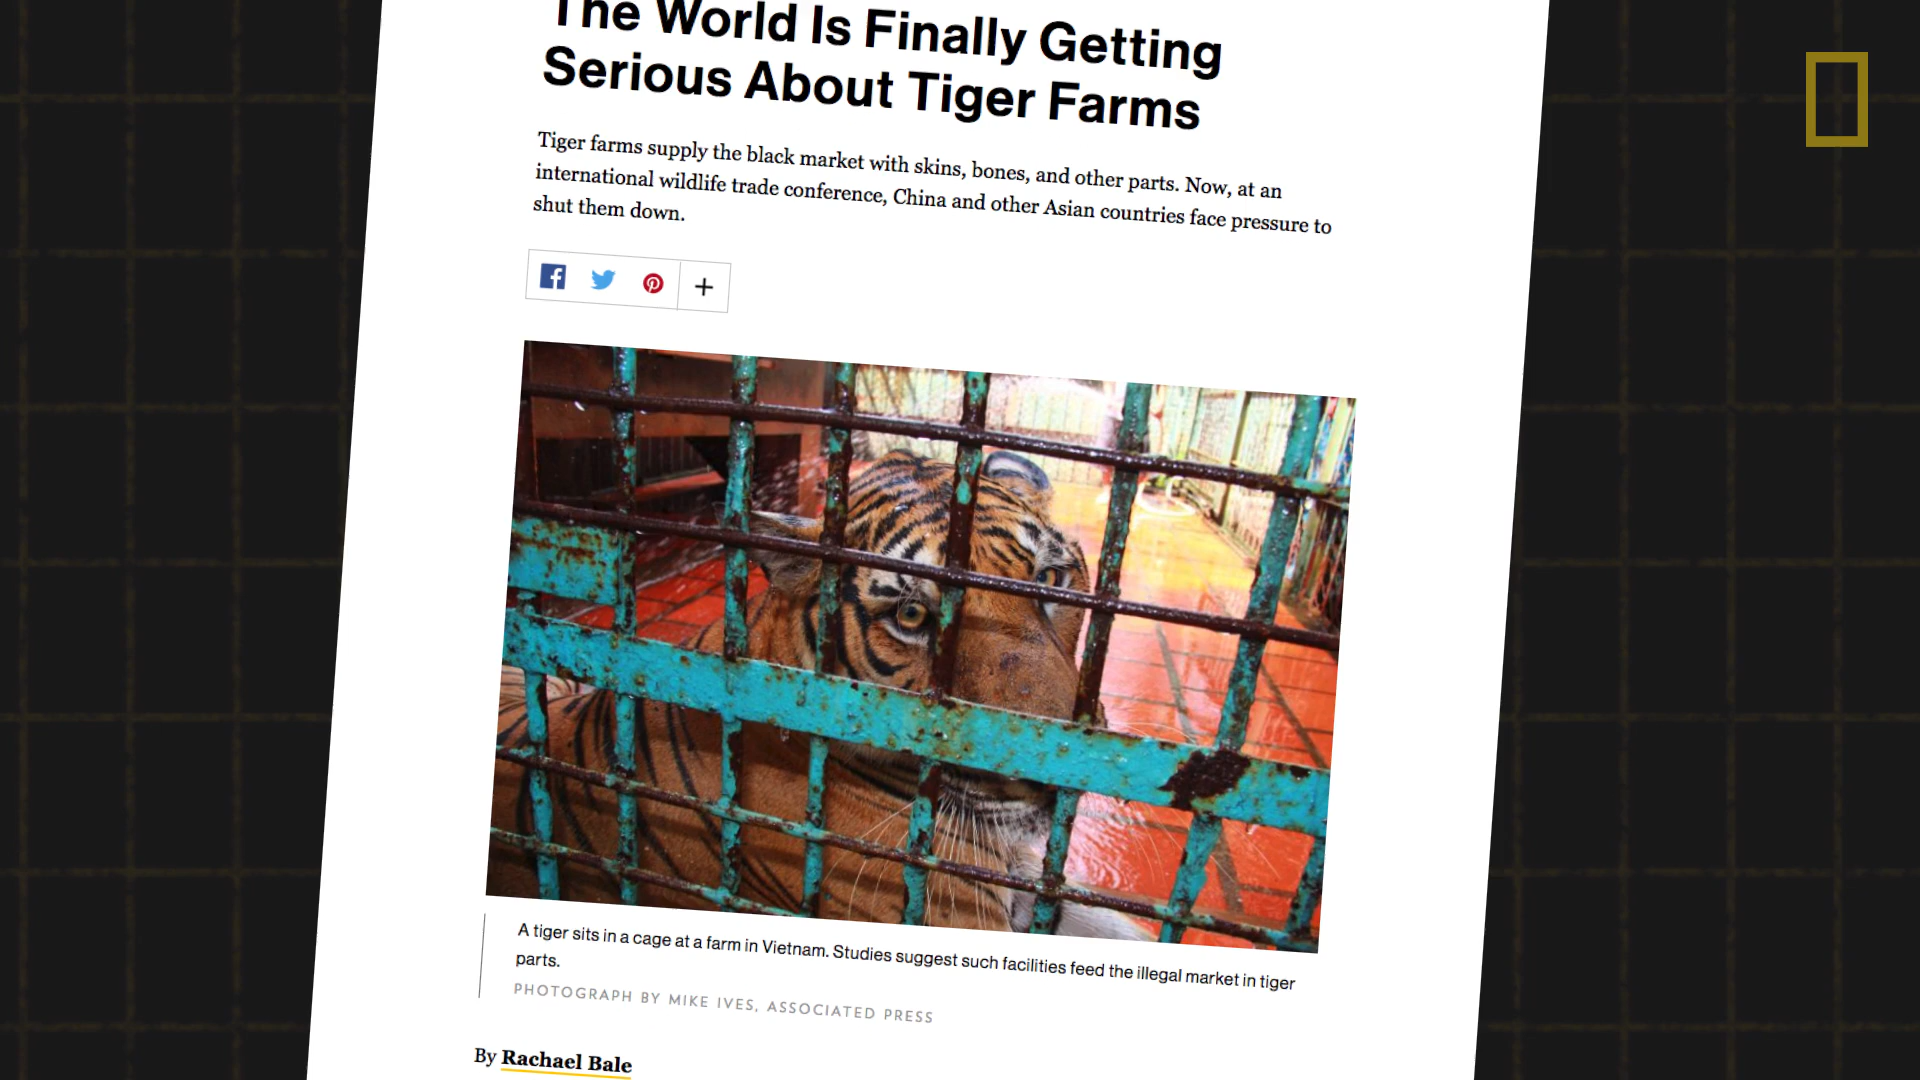 The World Is Finally Getting
Serious About Tiger Farms
Tiger farms supply the black market with skins, bones, and other parts. Now, at an
international wildlife trade conference, China and other Asian countries face pressure to
shut them down.
A tiger sits in a cage at a farm in Vietnam. Studies suggest such facilities feed the illegal market in tiger
parts.
PHOTOGRAPH BY MIKE IVES, ASSOCIATED PRESS
By Rachael Bale